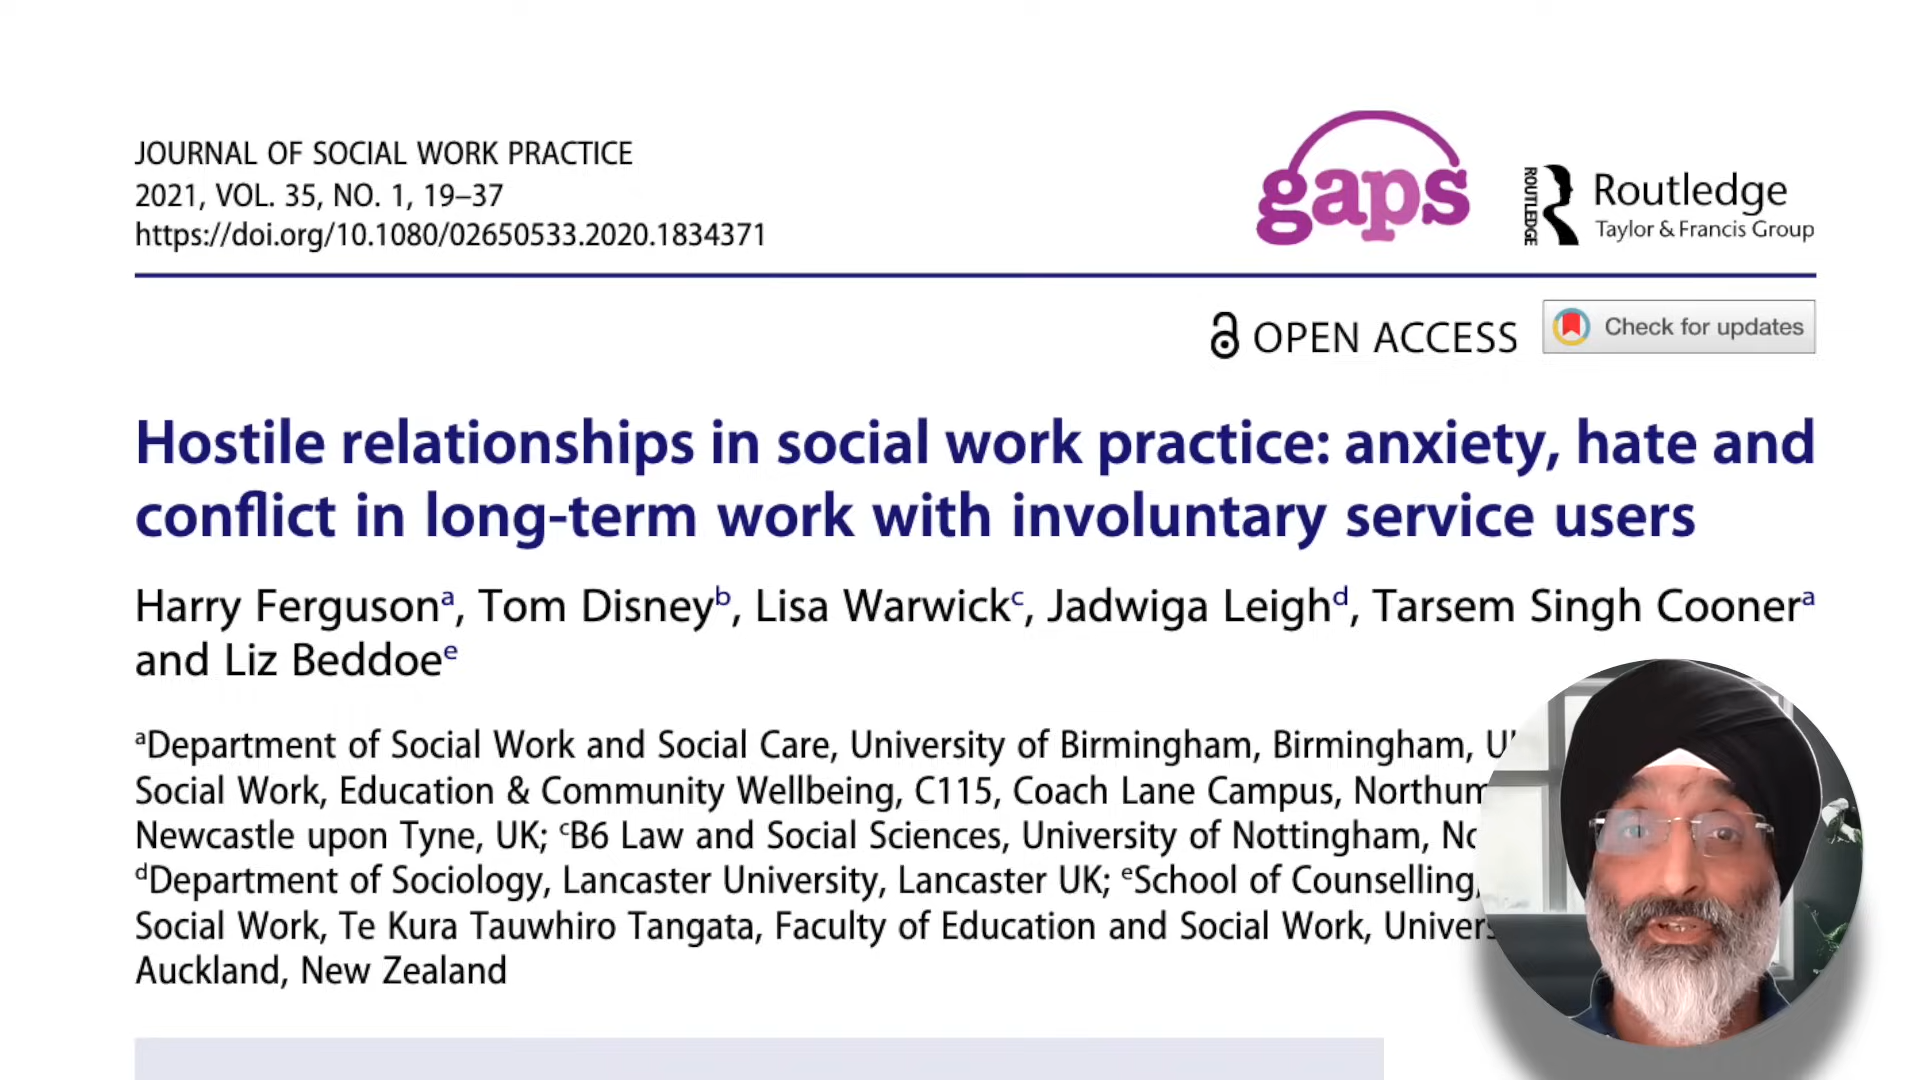 JOURNAL OF SOCIAL WORK PRACTICE
2021, VOL. 35, NO. 1, 19–37
https://doi.org/10.1080/02650533.2020.1834371
gaps
ROUTLEDGE
Routledge
Taylor & Francis Group
OPEN ACCESS
Check for updates
Hostile relationships in social work practice: anxiety, hate and
conflict in long-term work with involuntary service users
Harry Fergusonᵃ, Tom Disneyᵇ, Lisa Warwickᶜ, Jadwiga Leighᵈ, Tarsem Singh Coonerᵃ
and Liz Beddoeᵉ
ᵃDepartment of Social Work and Social Care, University of Birmingham, Birmingham,
Social Work, Education & Community Wellbeing, C115, Coach Lane Campus,
Newcastle upon Tyne, UK; ᶜB6 Law and Social Sciences, University of Nottingham,
ᵈDepartment of Sociology, Lancaster University, Lancaster UK; ᵉSchool of Counselling,
Social Work, Te Kura Tauwhiro Tangata, Faculty of Education and Social Work,
Auckland, New Zealand